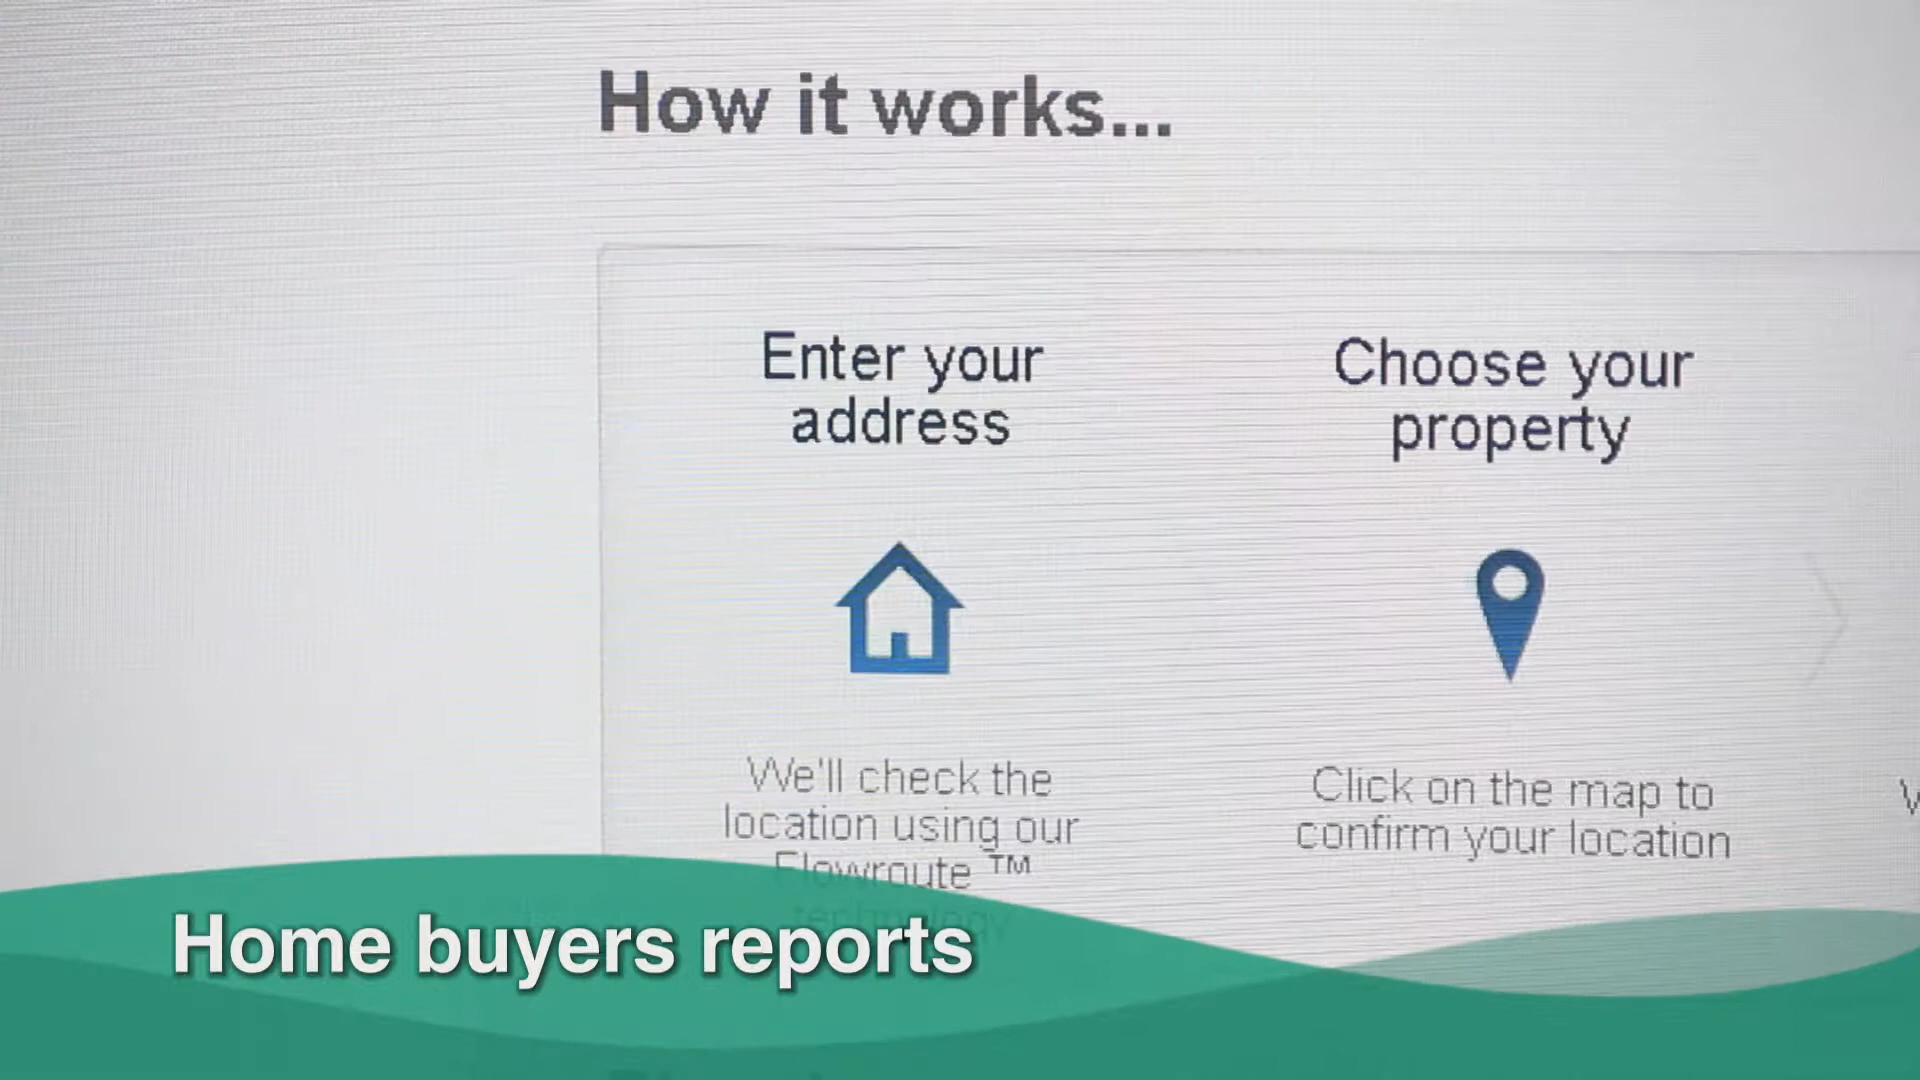 How it works...
Enter your
address
We'll check the
location using our
Flowroute ™
technology
Choose your
property
Click on the map to
confirm your location
Home buyers reports